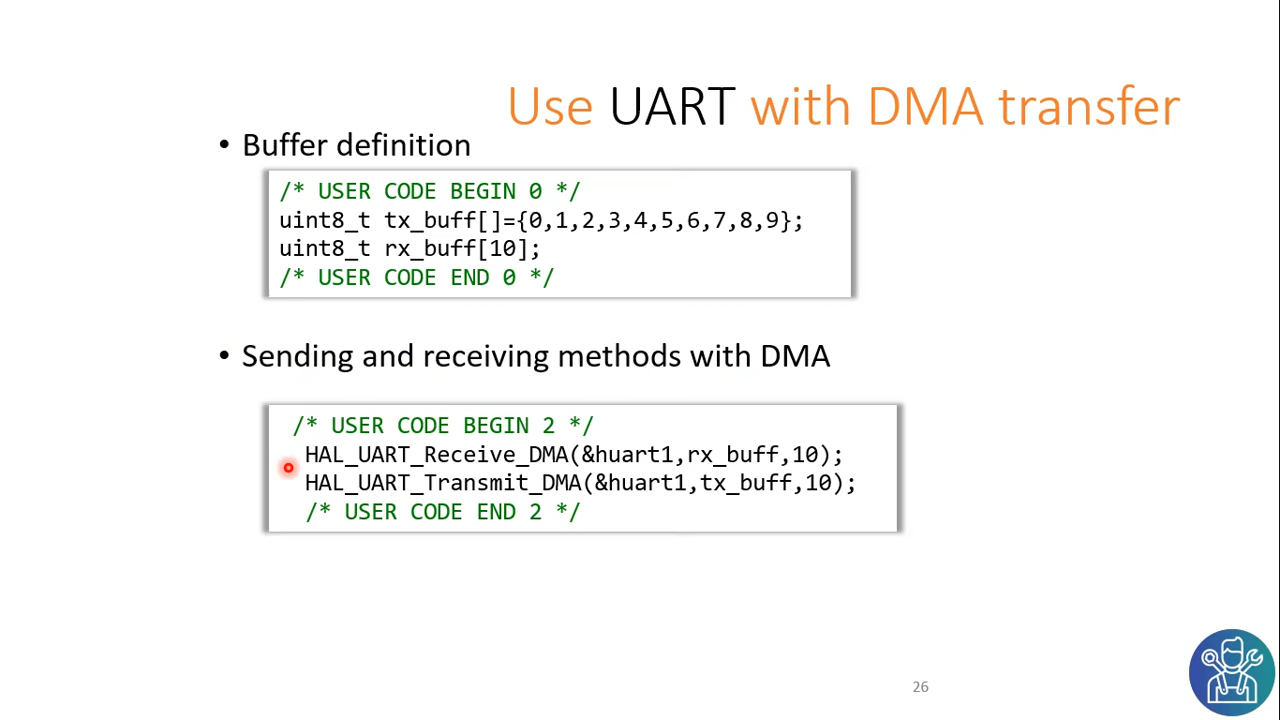 Use UART with DMA transfer
• Buffer definition
/* USER CODE BEGIN 0 */
uint8_t tx_buff[]={0,1,2,3,4,5,6,7,8,9};
uint8_t rx_buff[10];
/* USER CODE END 0 */
• Sending and receiving methods with DMA
/* USER CODE BEGIN 2 */
HAL_UART_Receive_DMA(&huart1,rx_buff,10);
HAL_UART_Transmit_DMA(&huart1,tx_buff,10);
/* USER CODE END 2 */
26